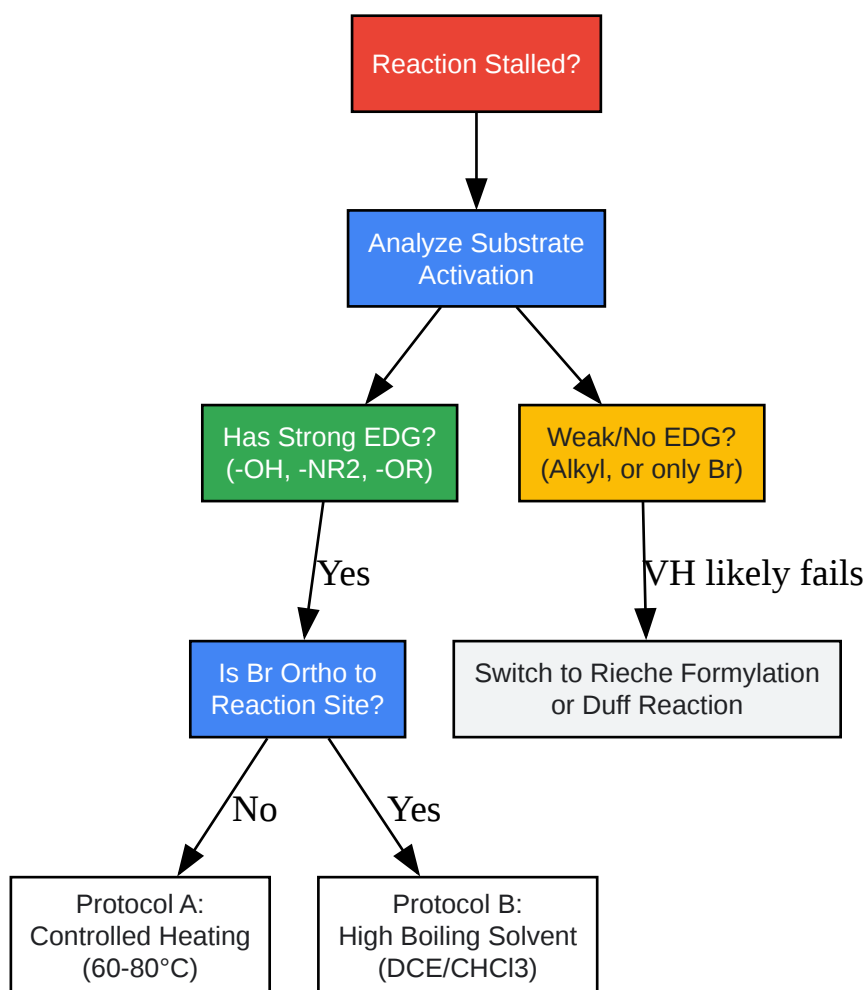 Reaction Stalled?
Analyze Substrate
Activation
Has Strong EDG?
(-OH, -NR2, -OR)
Weak/No EDG?
(Alkyl, or only Br)
Yes
VH likely fails
Is Br Ortho to
Reaction Site?
Switch to Rieche Formylation
or Duff Reaction
No
Yes
Protocol A:
Controlled Heating
(60-80°C)
Protocol B:
High Boiling Solvent
(DCE/CHCl3)